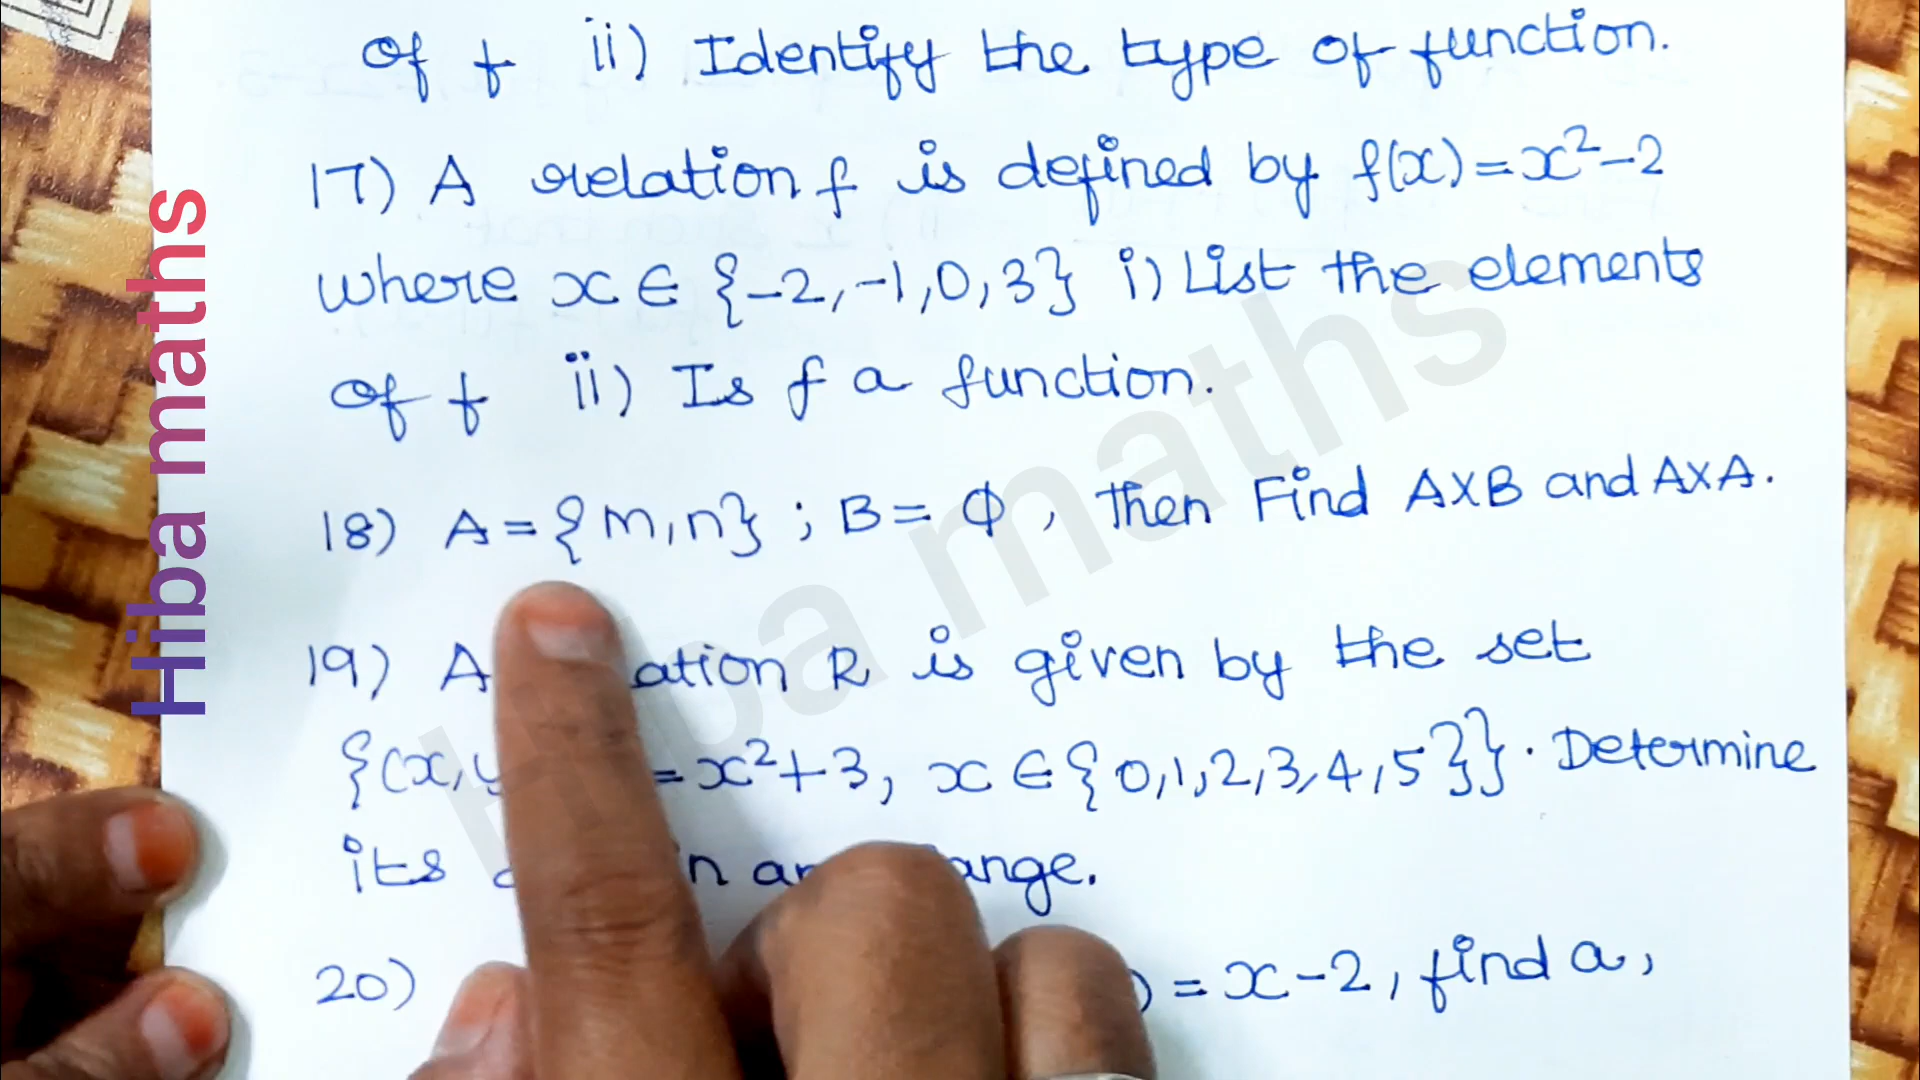 of f ii) Identify the type of function.
17) A relation f is defined by f(x)=x²-2
where x ∈ {-2,-1,0,3} i) List the elements
of f ii) Is f a function.
18) A = {m,n} ; B = ϕ, Then Find A×B and A×A.
19) A is given by the set
{(x, =x²+3, x ∈ {0,1,2,3,4,5}}. Determine
its
20) = x-2, find a,
Hiba maths
Hiba maths